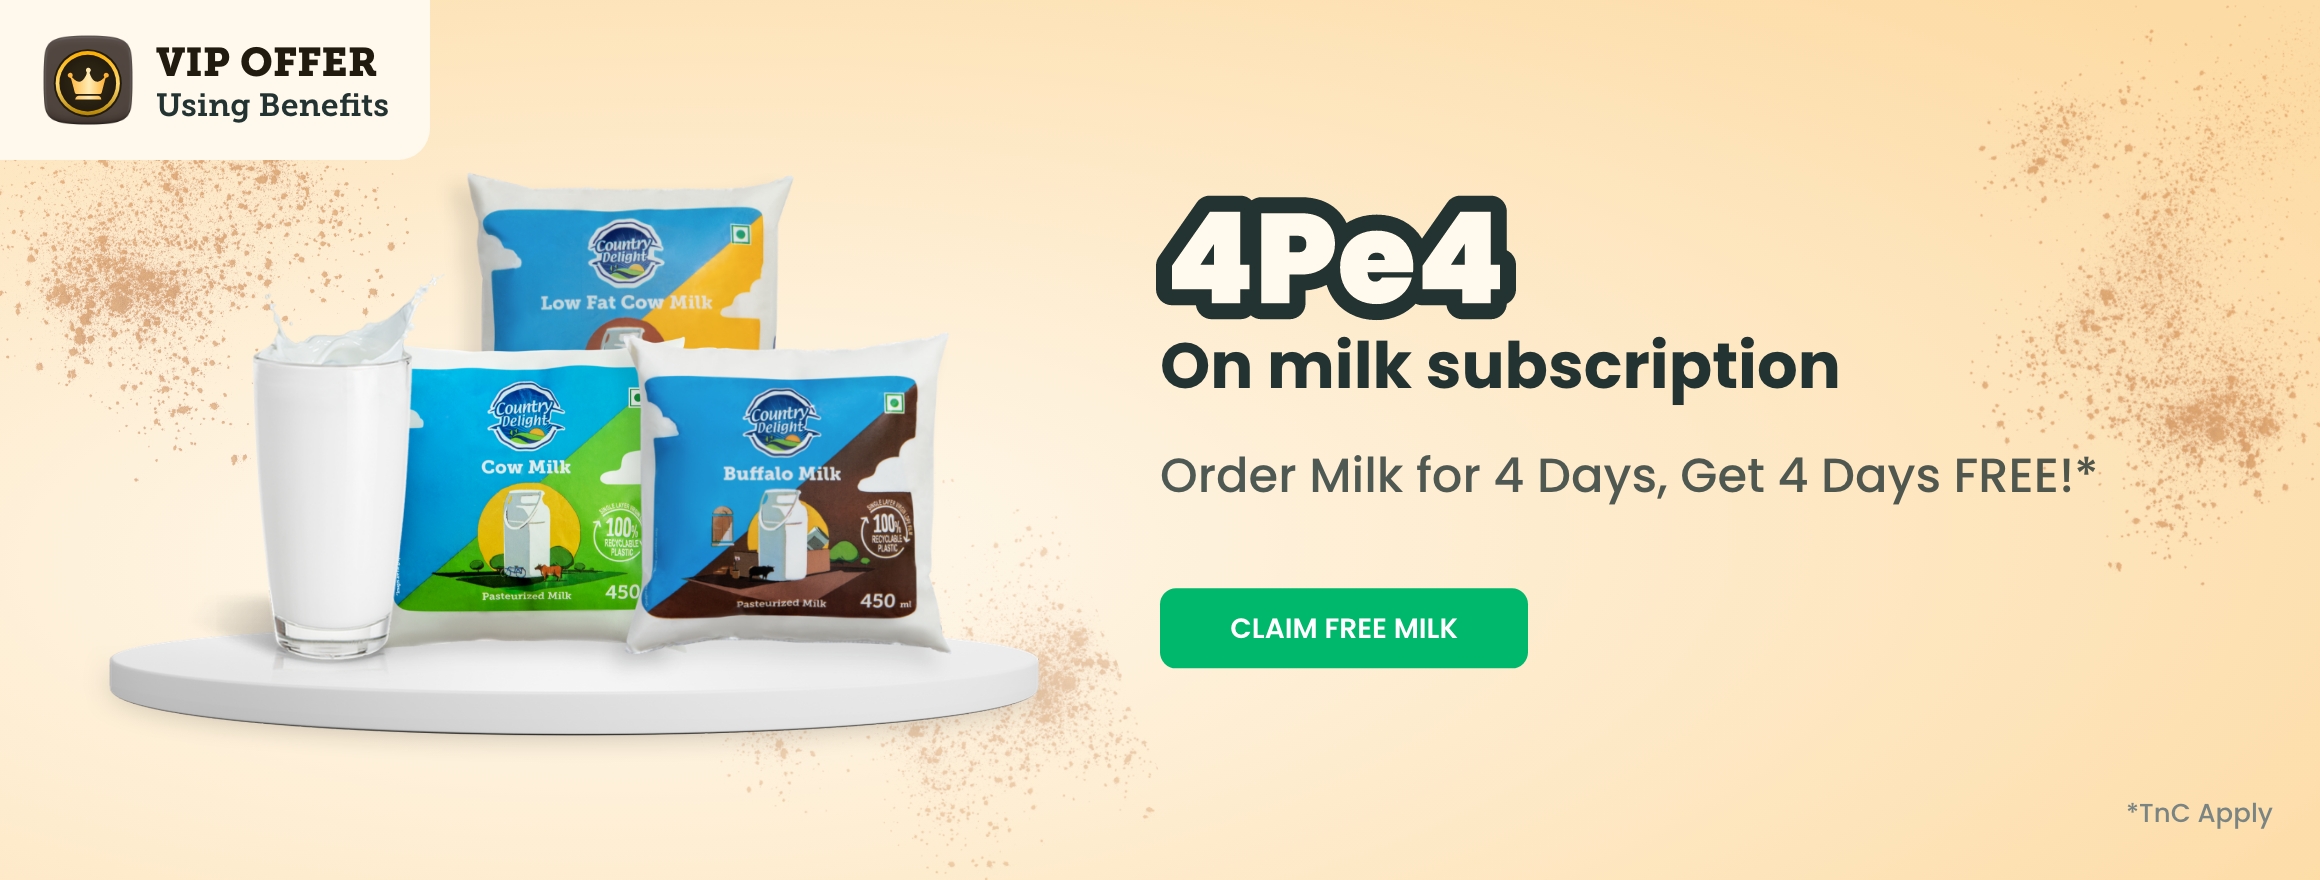 VIP OFFER
Using Benefits
Country
Delight
Low Fat Cow Milk
Country
Delight
Cow Milk
100%
RECYCLABLE
PLASTIC
Pasteurized Milk
450
Country
Delight
Buffalo Milk
100%
RECYCLABLE
PLASTIC
Pasteurized Milk
450 ml
4Pe4
On milk subscription
Order Milk for 4 Days, Get 4 Days FREE!*
CLAIM FREE MILK
*TnC Apply